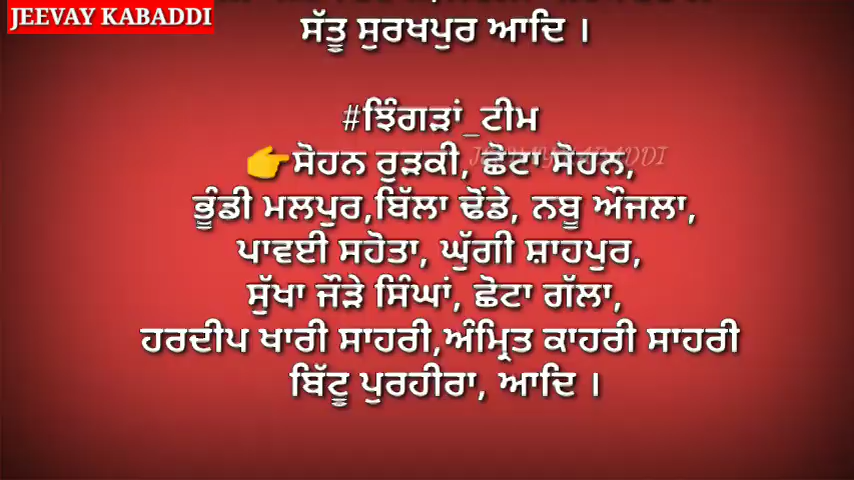 JEEVAY KABADDI
ਸੱਤੂ ਸੁਰਖਪੁਰ ਆਦਿ ।
#ਝਿੰਗੜਾਂ_ਟੀਮ
👉ਸੋਹਨ ਰੁੜਕੀ, ਛੋਟਾ ਸੋਹਨ,
ਭੂੰਡੀ ਮਲਪੁਰ,ਬਿੱਲਾ ਢੋਂਡੇ, ਨਬੂ ਔਜਲਾ,
ਪਾਵਈ ਸਹੋਤਾ, ਘੁੱਗੀ ਸ਼ਾਹਪੁਰ,
ਸੁੱਖਾ ਜੌੜੇ ਸਿੰਘਾਂ, ਛੋਟਾ ਗੱਲਾ,
ਹਰਦੀਪ ਖਾਰੀ ਸਾਹਰੀ,ਅੰਮ੍ਰਿਤ ਕਾਹਰੀ ਸਾਹਰੀ
ਬਿੱਟੂ ਪੁਰਹੀਰਾ, ਆਦਿ ।